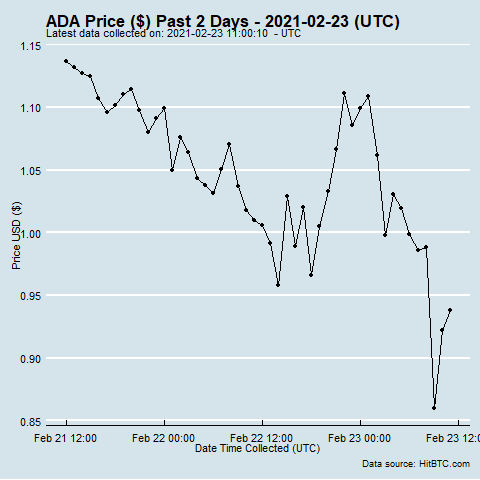 ADA Price ($) Past 2 Days - 2021-02-23 (UTC)
Latest data collected on: 2021-02-23 11:00:10  - UTC
1.15
1.10
1.05
1.00
0.95
0.90
0.85
Price USD ($)
Feb 21 12:00
Feb 22 00:00
Feb 22 12:00
Feb 23 00:00
Feb 23 12:00
Date Time Collected (UTC)
Data source: HitBTC.com